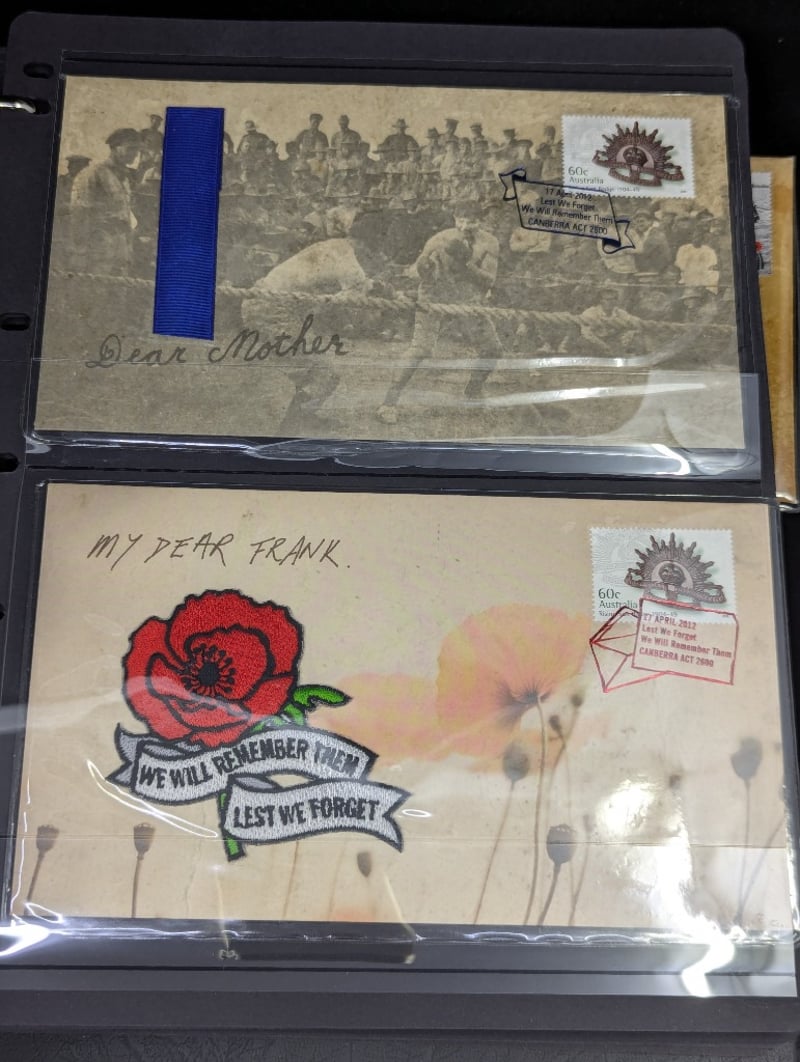 60c
Australia
17 April 2012
Lest We Forget
We Will Remember Them
CANBERRA ACT 2600
Dear Mother
MY DEAR FRANK.
60c
Australia
17 APRIL 2012
Lest We Forget
We Will Remember Them
CANBERRA ACT 2600
WE WILL REMEMBER THEM
LEST WE FORGET